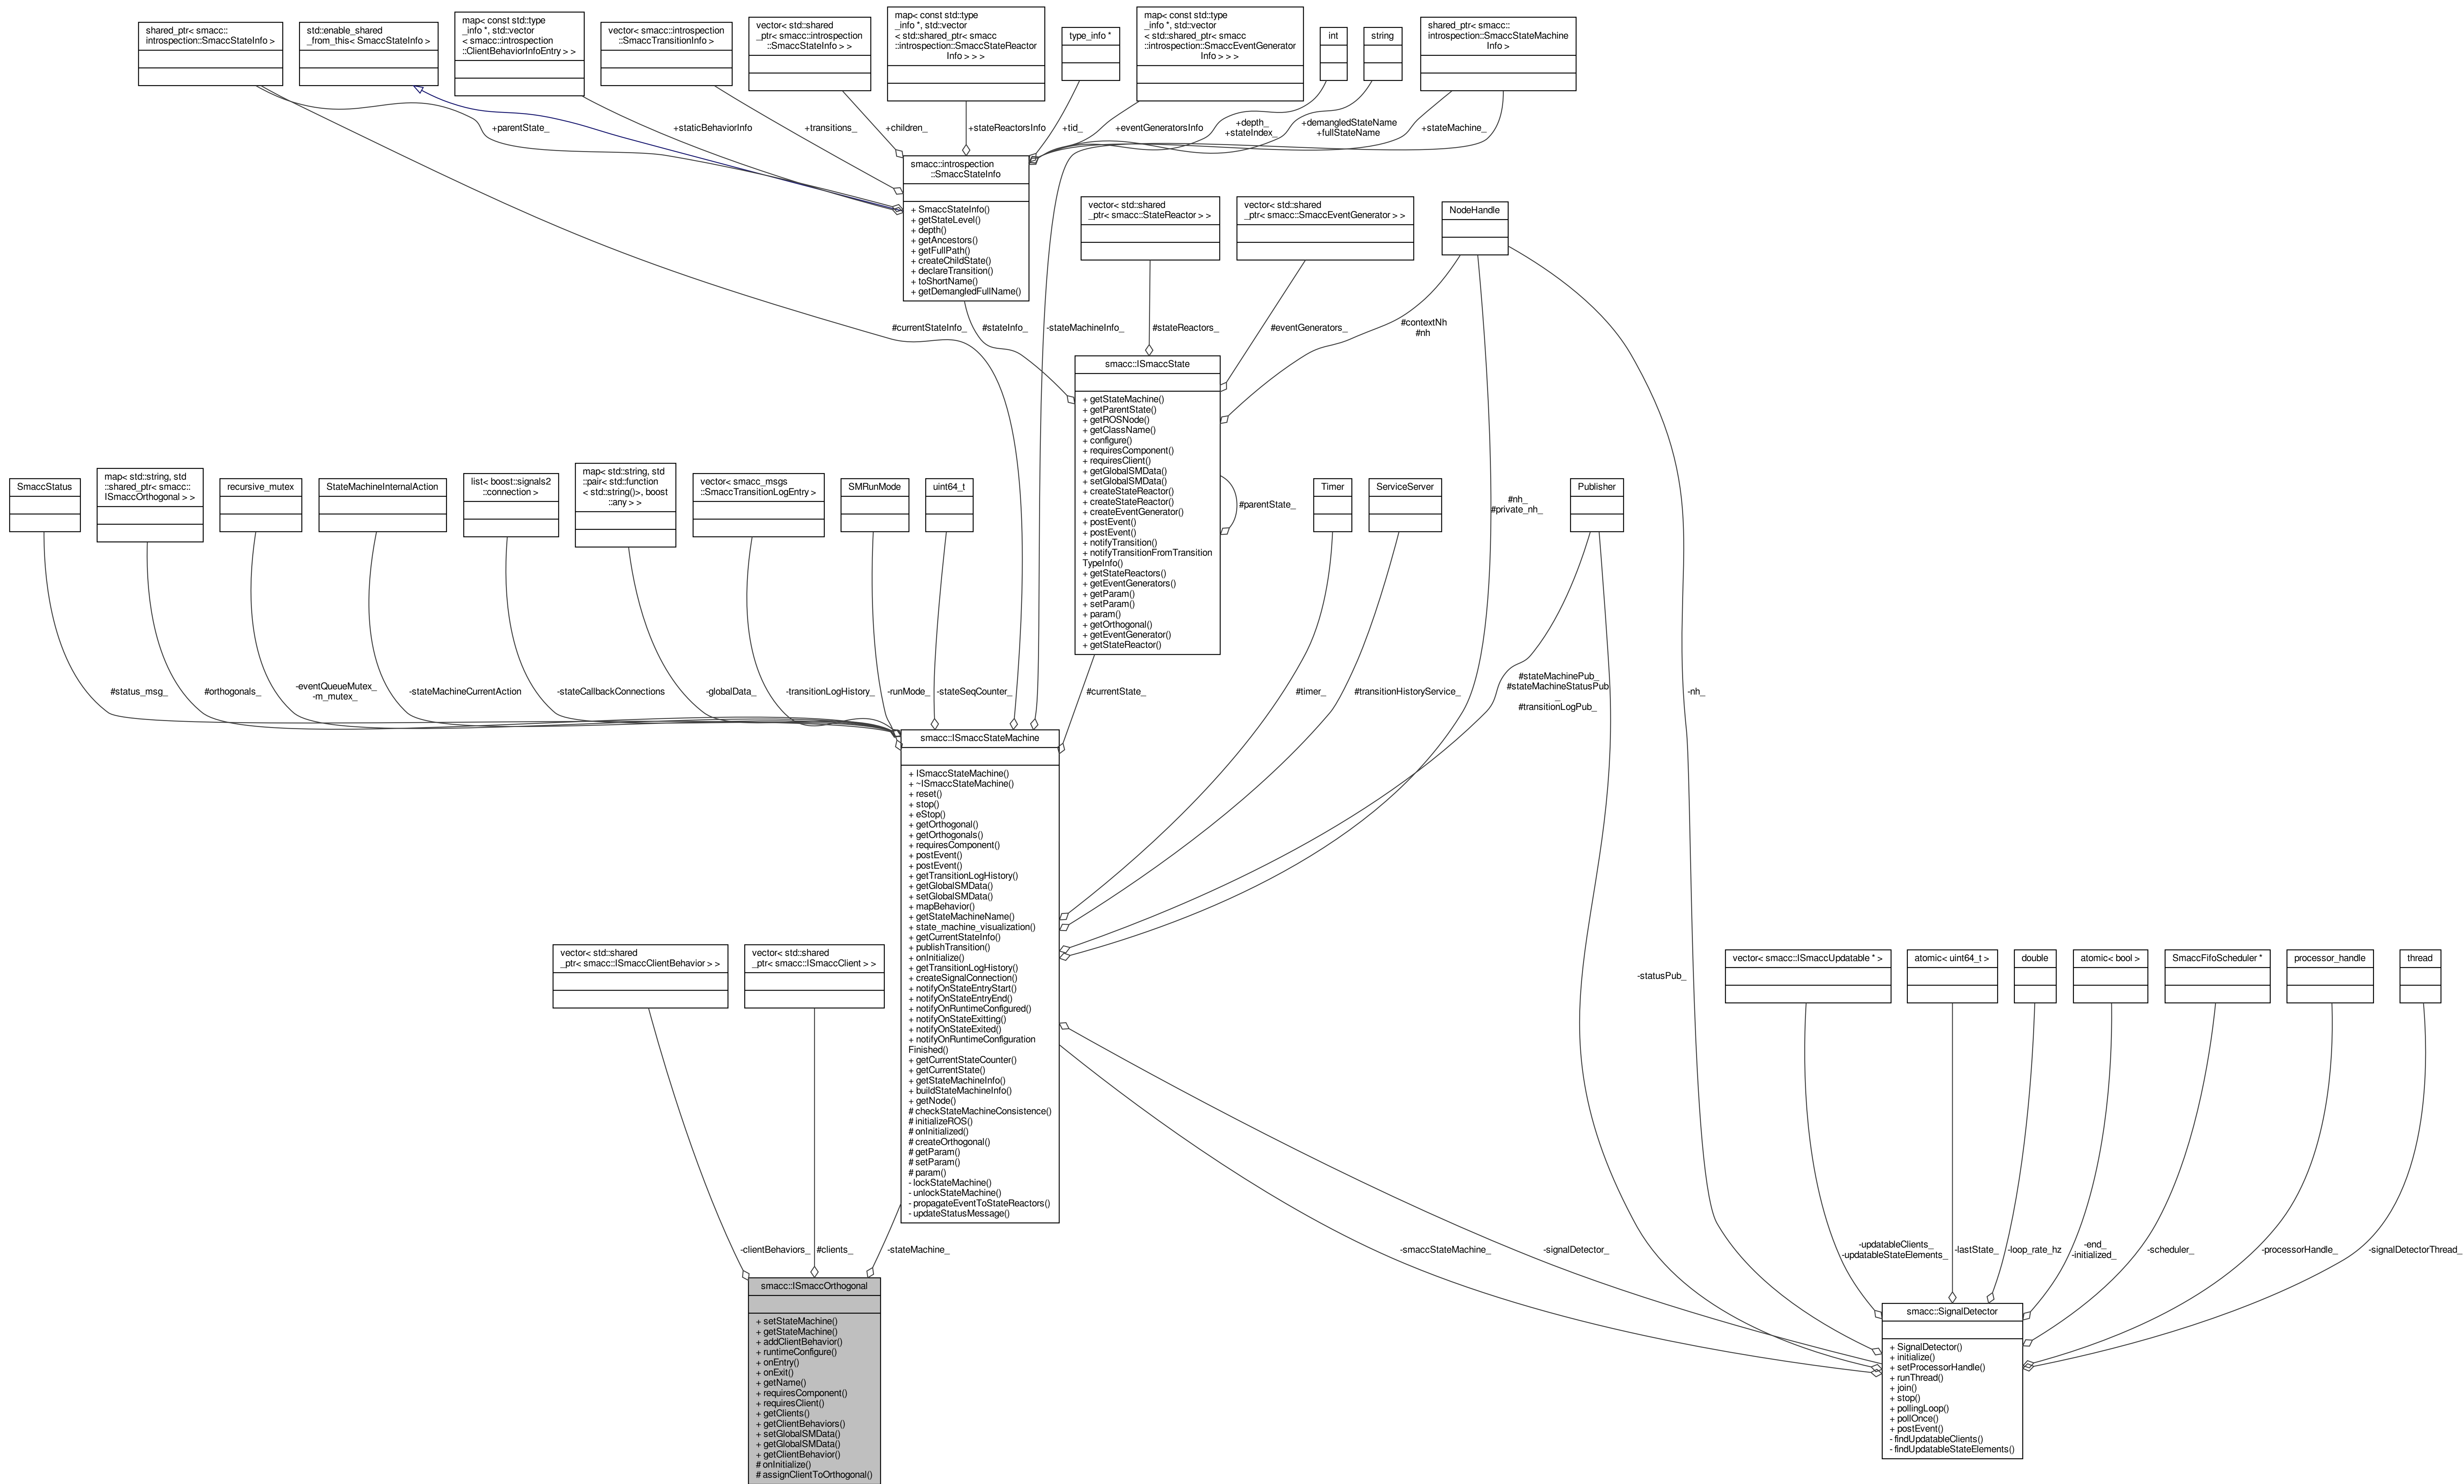 shared_ptr< smacc::
introspection::SmaccStateInfo >
std::enable_shared
_from_this< SmaccStateInfo >
map< const std::type
_info *, std::vector
< smacc::introspection
::ClientBehaviorInfoEntry > >
vector< smacc::introspection
::SmaccTransitionInfo >
vector< std::shared
_ptr< smacc::introspection
::SmaccStateInfo > >
map< const std::type
_info *, std::vector
< std::shared_ptr< smacc
::introspection::SmaccStateReactor
Info > > >
type_info *
map< const std::type
_info *, std::vector
< std::shared_ptr< smacc
::introspection::SmaccEventGenerator
Info > > >
int
string
shared_ptr< smacc::
introspection::SmaccStateMachine
Info >
+parentState_
+staticBehaviorInfo
+transitions_
+children_
+stateReactorsInfo
+tid_
+eventGeneratorsInfo
+depth_
+stateIndex_
+demangledStateName
+fullStateName
+stateMachine_
smacc::introspection
::SmaccStateInfo
+ SmaccStateInfo()
+ getStateLevel()
+ depth()
+ getAncestors()
+ getFullPath()
+ createChildState()
+ declareTransition()
+ toShortName()
+ getDemangledFullName()
vector< std::shared
_ptr< smacc::StateReactor > >
vector< std::shared
_ptr< smacc::SmaccEventGenerator > >
NodeHandle
#currentStateInfo_
#stateInfo_
-stateMachineInfo_
#stateReactors_
#eventGenerators_
#contextNh
#nh
smacc::ISmaccState
+ getStateMachine()
+ getParentState()
+ getROSNode()
+ getClassName()
+ configure()
+ requiresComponent()
+ requiresClient()
+ getGlobalSMData()
+ setGlobalSMData()
+ createStateReactor()
+ createStateReactor()
+ createEventGenerator()
+ postEvent()
+ postEvent()
+ notifyTransition()
+ notifyTransitionFromTransition
TypeInfo()
+ getStateReactors()
+ getEventGenerators()
+ getParam()
+ setParam()
+ param()
+ getOrthogonal()
+ getEventGenerator()
+ getStateReactor()
#parentState_
SmaccStatus
map< std::string, std
::shared_ptr< smacc::
ISmaccOrthogonal > >
recursive_mutex
StateMachineInternalAction
list< boost::signals2
::connection >
map< std::string, std
::pair< std::function
< std::string()>, boost
::any > >
vector< smacc_msgs
::SmaccTransitionLogEntry >
SMRunMode
uint64_t
Timer
ServiceServer
#nh_
#private_nh_
Publisher
#status_msg_
#orthogonals_
-eventQueueMutex_
-m_mutex_
-stateMachineCurrentAction
-stateCallbackConnections
-globalData_
-transitionLogHistory_
-runMode_
-stateSeqCounter_
#currentState_
#timer_
#transitionHistoryService_
#stateMachinePub_
#stateMachineStatusPub
_
#transitionLogPub_
-nh_
smacc::ISmaccStateMachine
+ ISmaccStateMachine()
+ ~ISmaccStateMachine()
+ reset()
+ stop()
+ eStop()
+ getOrthogonal()
+ getOrthogonals()
+ requiresComponent()
+ postEvent()
+ postEvent()
+ getTransitionLogHistory()
+ getGlobalSMData()
+ setGlobalSMData()
+ mapBehavior()
+ getStateMachineName()
+ state_machine_visualization()
+ getCurrentStateInfo()
+ publishTransition()
+ onInitialize()
+ getTransitionLogHistory()
+ createSignalConnection()
+ notifyOnStateEntryStart()
+ notifyOnStateEntryEnd()
+ notifyOnRuntimeConfigured()
+ notifyOnStateExitting()
+ notifyOnStateExited()
+ notifyOnRuntimeConfiguration
Finished()
+ getCurrentStateCounter()
+ getCurrentState()
+ getStateMachineInfo()
+ buildStateMachineInfo()
+ getNode()
# checkStateMachineConsistence()
# initializeROS()
# onInitialized()
# createOrthogonal()
# getParam()
# setParam()
# param()
- lockStateMachine()
- unlockStateMachine()
- propagateEventToStateReactors()
- updateStatusMessage()
vector< std::shared
_ptr< smacc::ISmaccClientBehavior > >
vector< std::shared
_ptr< smacc::ISmaccClient > >
-statusPub_
vector< smacc::ISmaccUpdatable * >
atomic< uint64_t >
double
atomic< bool >
SmaccFifoScheduler *
processor_handle
thread
-clientBehaviors_
#clients_
-stateMachine_
-smaccStateMachine_
-signalDetector_
-updatableClients_
-updatableStateElements_
-lastState_
-loop_rate_hz
-end_
-initialized_
-scheduler_
-processorHandle_
-signalDetectorThread_
smacc::ISmaccOrthogonal
+ setStateMachine()
+ getStateMachine()
+ addClientBehavior()
+ runtimeConfigure()
+ onEntry()
+ onExit()
+ getName()
+ requiresComponent()
+ requiresClient()
+ getClients()
+ getClientBehaviors()
+ setGlobalSMData()
+ getGlobalSMData()
+ getClientBehavior()
# onInitialize()
# assignClientToOrthogonal()
smacc::SignalDetector
+ SignalDetector()
+ initialize()
+ setProcessorHandle()
+ runThread()
+ join()
+ stop()
+ pollingLoop()
+ pollOnce()
+ postEvent()
- findUpdatableClients()
- findUpdatableStateElements()